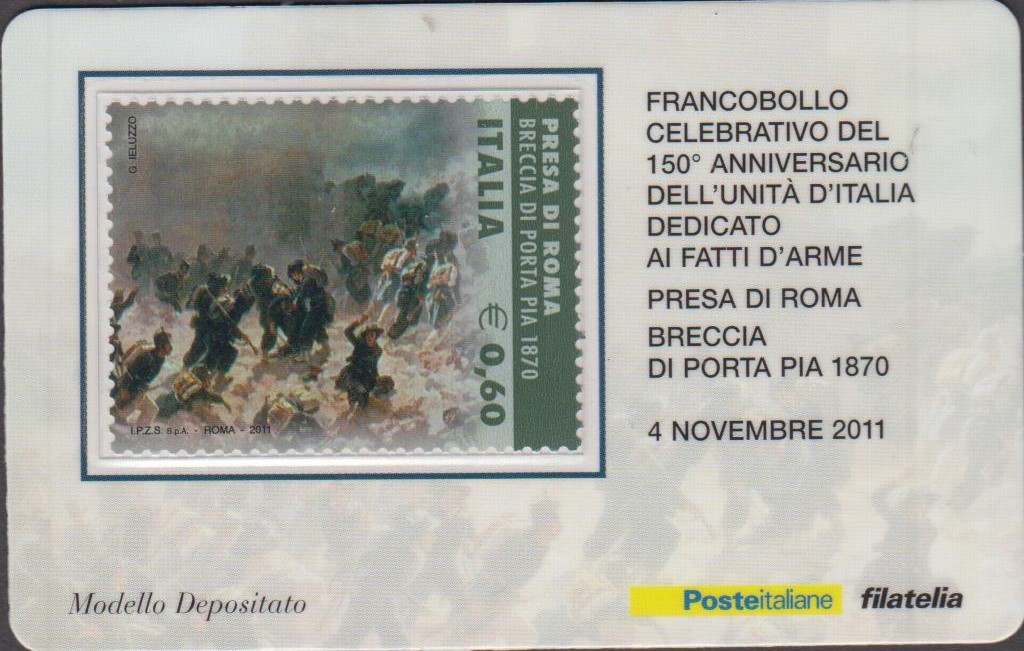 G. IELUZZO
PRESA DI ROMA
BRECCIA DI PORTA PIA 1870
ITALIA € 0,60
I.P.Z.S. S.p.A. - ROMA - 2011
FRANCOBOLLO
CELEBRATIVO DEL
150° ANNIVERSARIO
DELL'UNITÀ D'ITALIA
DEDICATO
AI FATTI D'ARME
PRESA DI ROMA
BRECCIA
DI PORTA PIA 1870
4 NOVEMBRE 2011
Modello Depositato
Posteitaliane filatelia